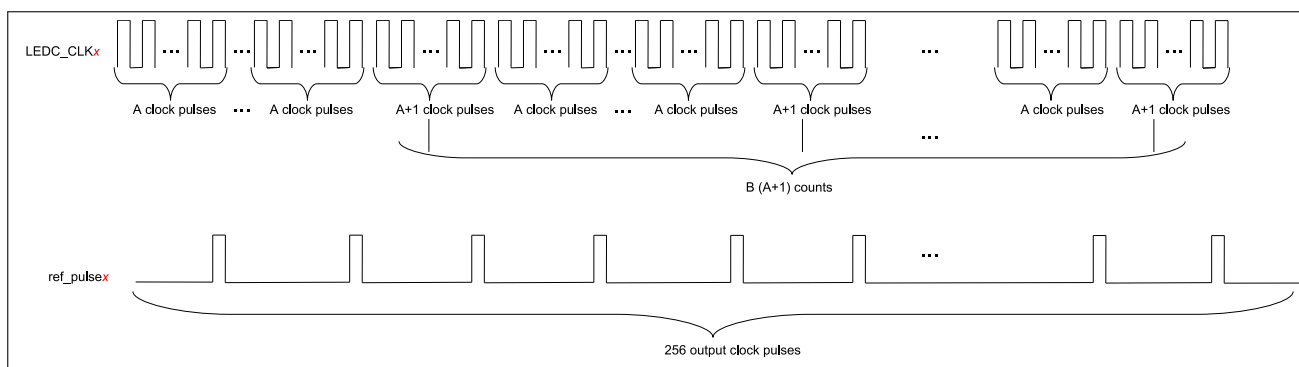 LEDC_CLKx
... ... ... ... ... ... ... ... ... ...
A clock pulses ... A clock pulses A+1 clock pulses A clock pulses ... A clock pulses A+1 clock pulses A clock pulses A+1 clock pulses
...
B (A+1) counts
...
ref_pulsex
256 output clock pulses